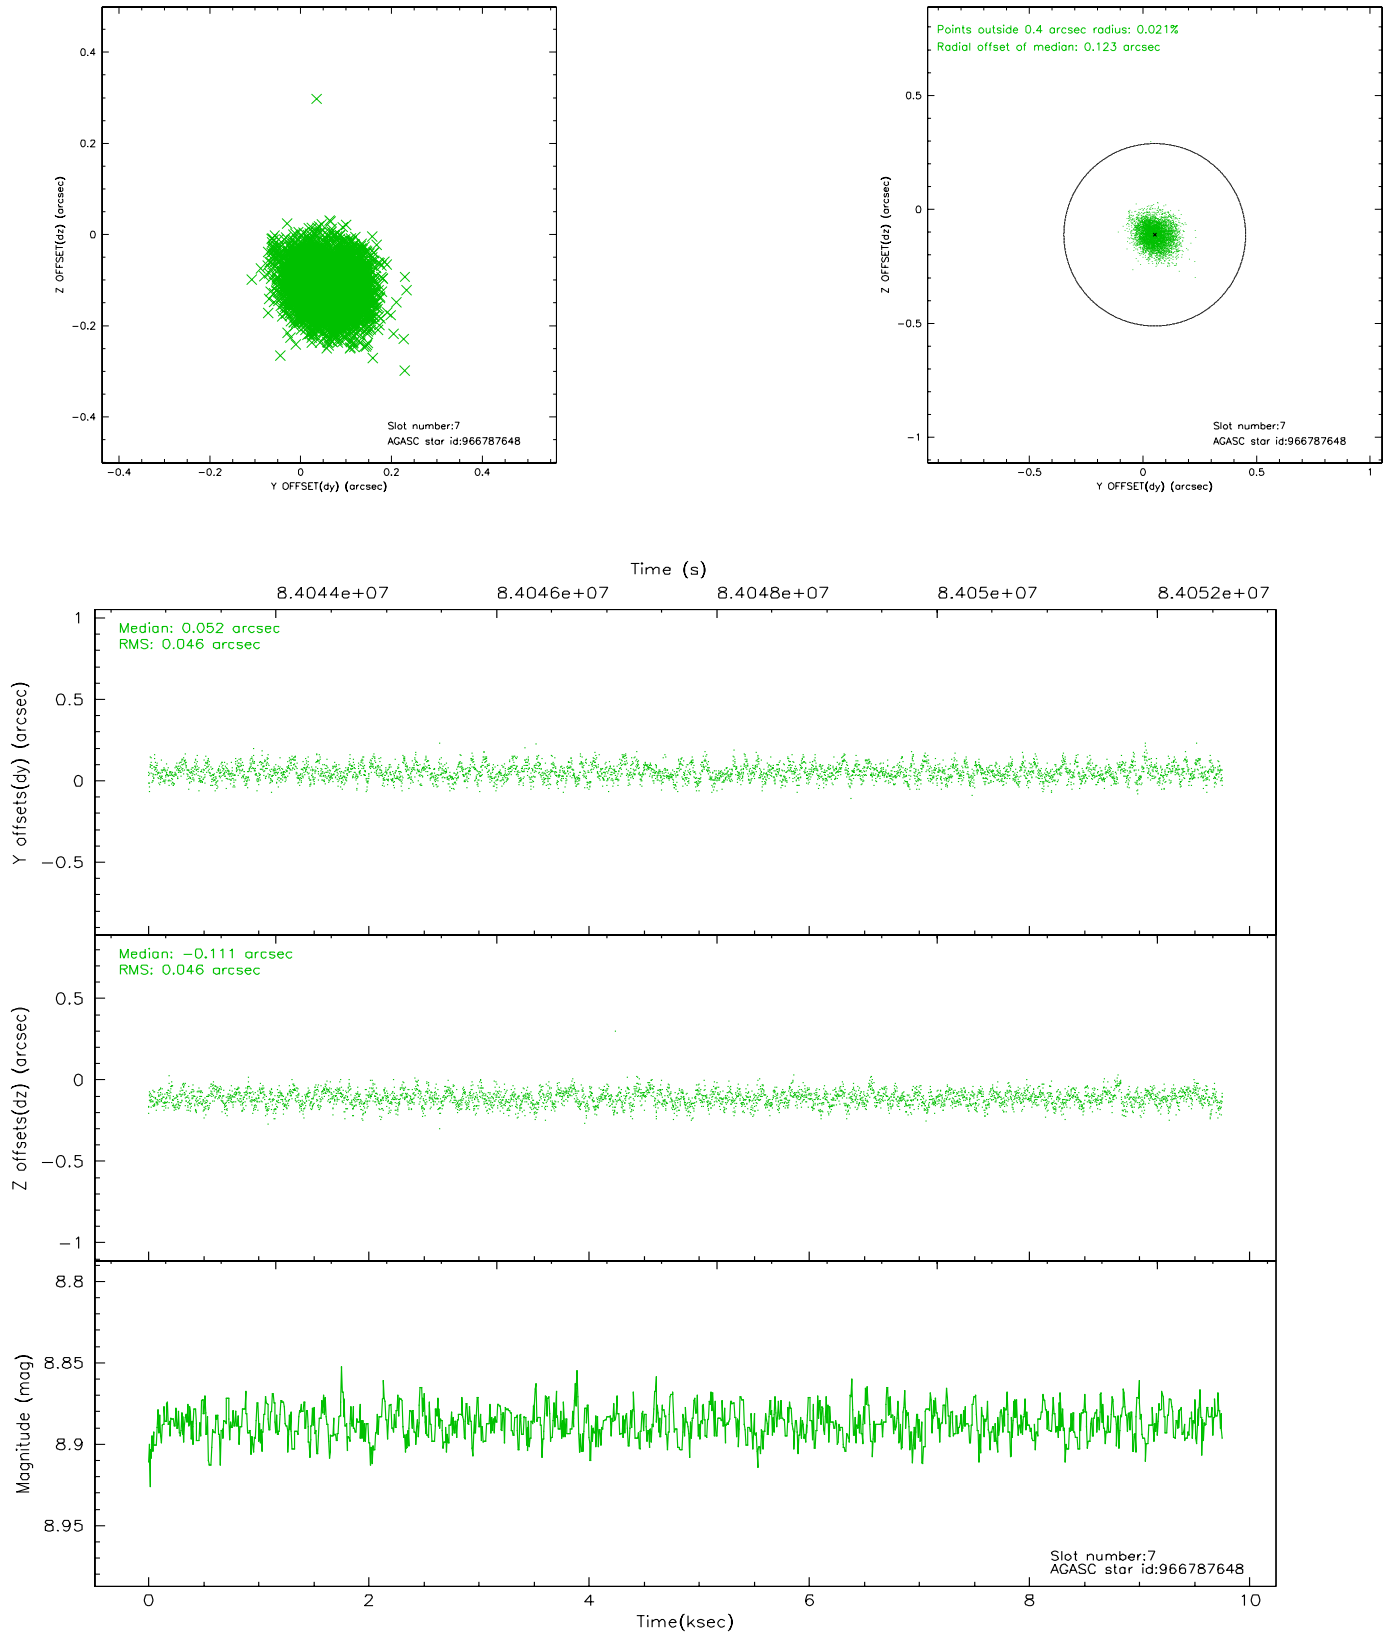 0.4
0.2
0
−0.2
−0.4
Z OFFSET(dz) (arcsec)
Slot number:7
AGASC star id:966787648
−0.4
−0.2
0
0.2
0.4
Y OFFSET(dy) (arcsec)
Points outside 0.4 arcsec radius: 0.021%
Radial offset of median: 0.123 arcsec
0.5
0
−0.5
−1
Z OFFSET(dz) (arcsec)
Slot number:7
AGASC star id:966787648
−0.5
0
0.5
1
Y OFFSET(dy) (arcsec)
Time (s)
8.4044e+07
8.4046e+07
8.4048e+07
8.405e+07
8.4052e+07
Median: 0.052 arcsec
RMS: 0.046 arcsec
1
0.5
0
−0.5
Y offsets(dy) (arcsec)
Median: −0.111 arcsec
RMS: 0.046 arcsec
0.5
0
−0.5
−1
Z offsets(dz) (arcsec)
8.8
8.85
8.90
8.95
Magnitude (mag)
Slot number:7
AGASC star id:966787648
0
2
4
6
8
10
Time(ksec)